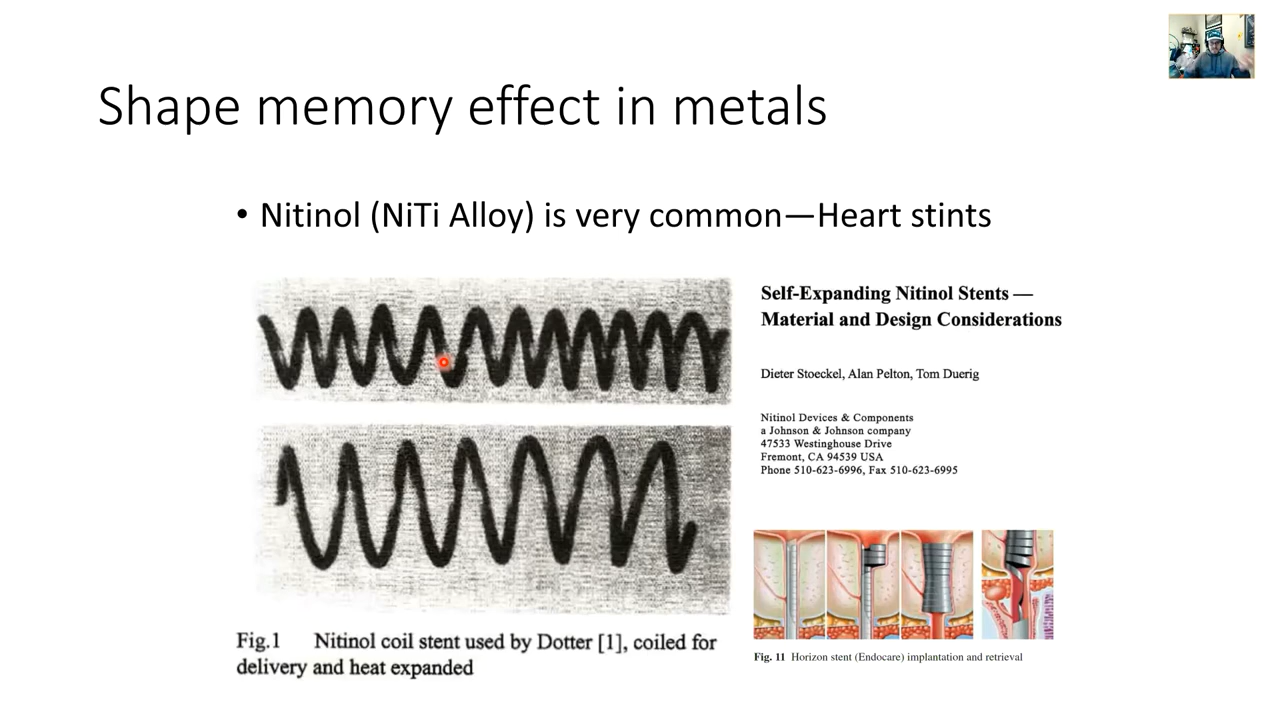 Shape memory effect in metals
• Nitinol (NiTi Alloy) is very common—Heart stints
Self-Expanding Nitinol Stents —
Material and Design Considerations
Dieter Stoeckel, Alan Pelton, Tom Duerig
Nitinol Devices & Components
a Johnson & Johnson company
47533 Westinghouse Drive
Fremont, CA 94539 USA
Phone 510-623-6996, Fax 510-623-6995
Fig.1 Nitinol coil stent used by Dotter [1], coiled for
delivery and heat expanded
Fig. 11 Horizon stent (Endocare) implantation and retrieval